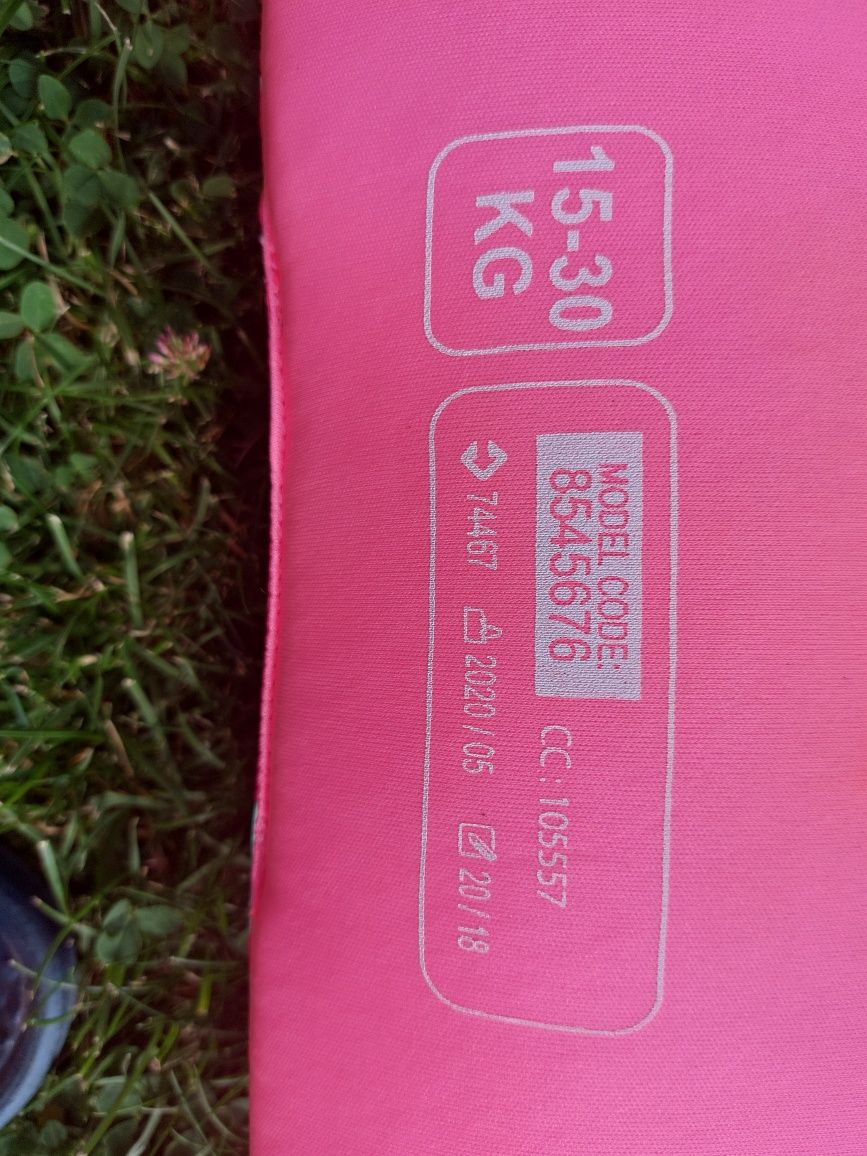 15-30
KG
MODEL CODE:
8545676
CC:105557
74467 2020/05 20/18